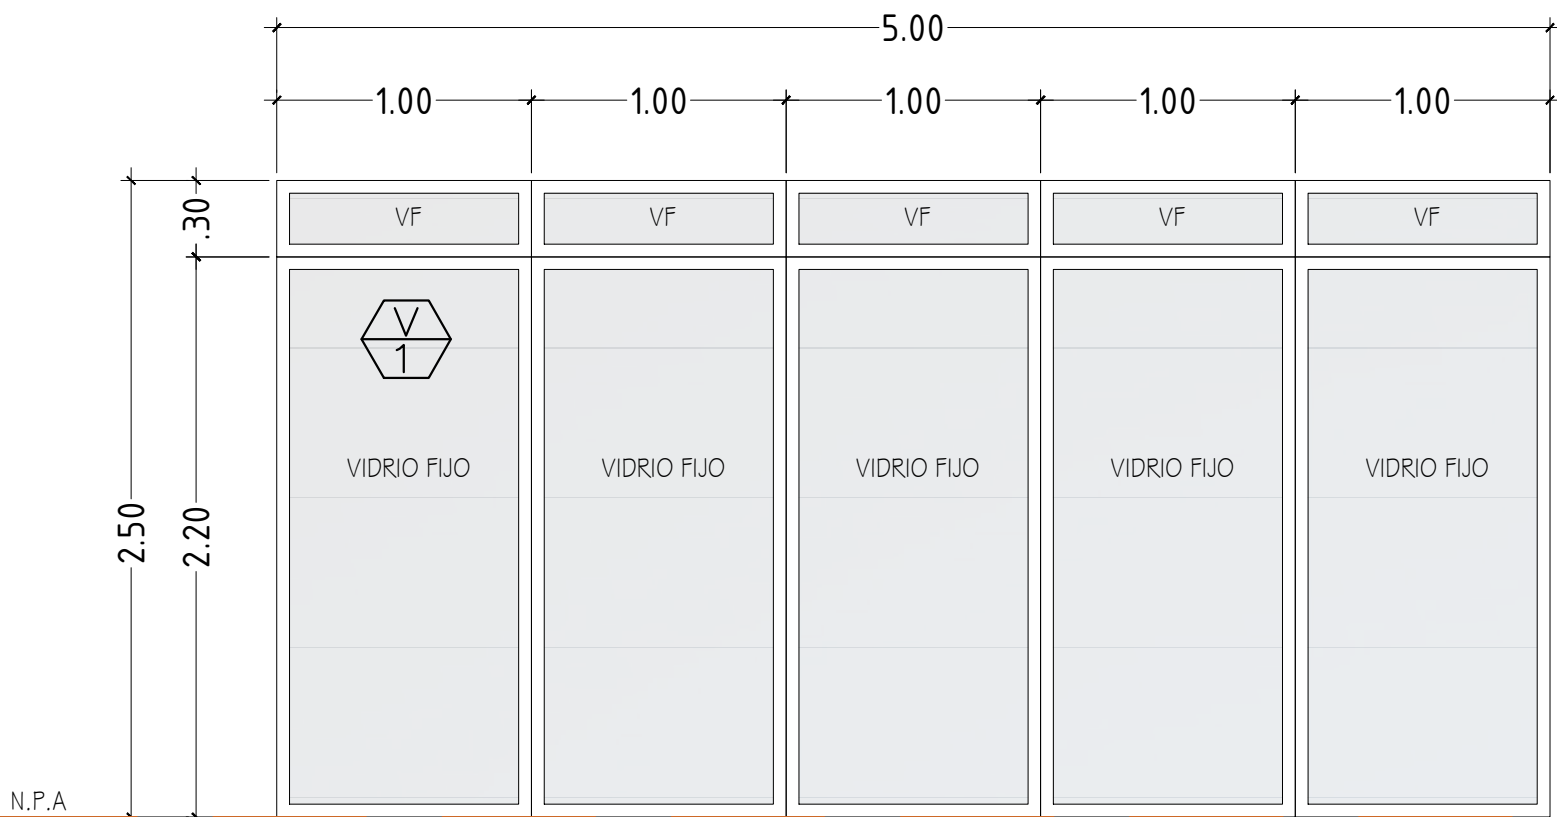 5.00
1.00 1.00 1.00 1.00 1.00
.30
VF VF VF VF VF
V
1
VIDRIO FIJO VIDRIO FIJO VIDRIO FIJO VIDRIO FIJO VIDRIO FIJO
2.50
2.20
N.P.A